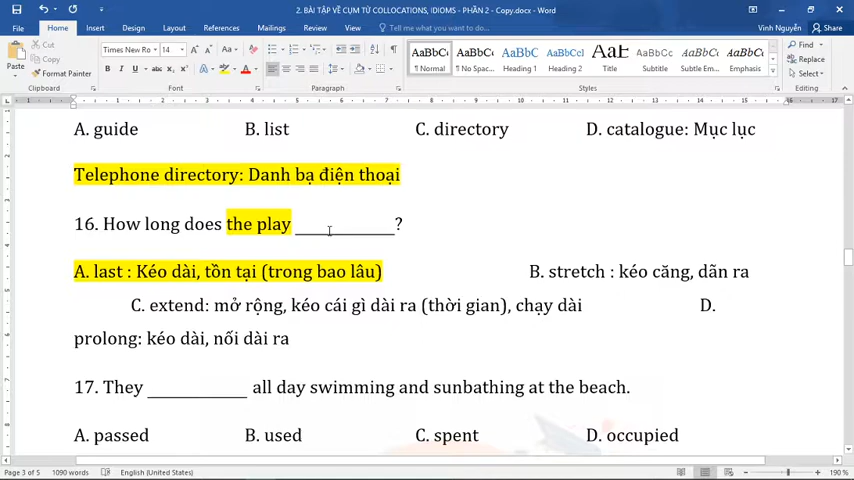 2. BÀI TẬP VỀ CỤM TỪ COLLOCATIONS, IDIOMS - PHẦN 2 - Copy.docx - Word
Vinh Nguyễn
File Home Insert Draw Design Layout References Mailings Review View Help Tell me what you want to do Share
Cut
Copy
Format Painter
Paste
Times New Ro 14
Clipboard Font Paragraph Styles Editing
AaBbCc AaBbCc AaBbCc AaBbCcl AaB AaBbCcC AaBbCcC
¶ Normal ¶ No Spac... Heading 1 Heading 2 Title Subtitle Emphasis
Find
Replace
Select
A. guide B. list C. directory D. catalogue: Mục lục
Telephone directory: Danh bạ điện thoại
16. How long does the play ___________?
A. last : Kéo dài, tồn tại (trong bao lâu) B. stretch : kéo căng, dãn ra
C. extend: mở rộng, kéo cái gì dài ra (thời gian), chạy dài D.
prolong: kéo dài, nối dài ra
17. They ___________ all day swimming and sunbathing at the beach.
A. passed B. used C. spent D. occupied
Page 3 of 5 1090 words English (United States) 190 %